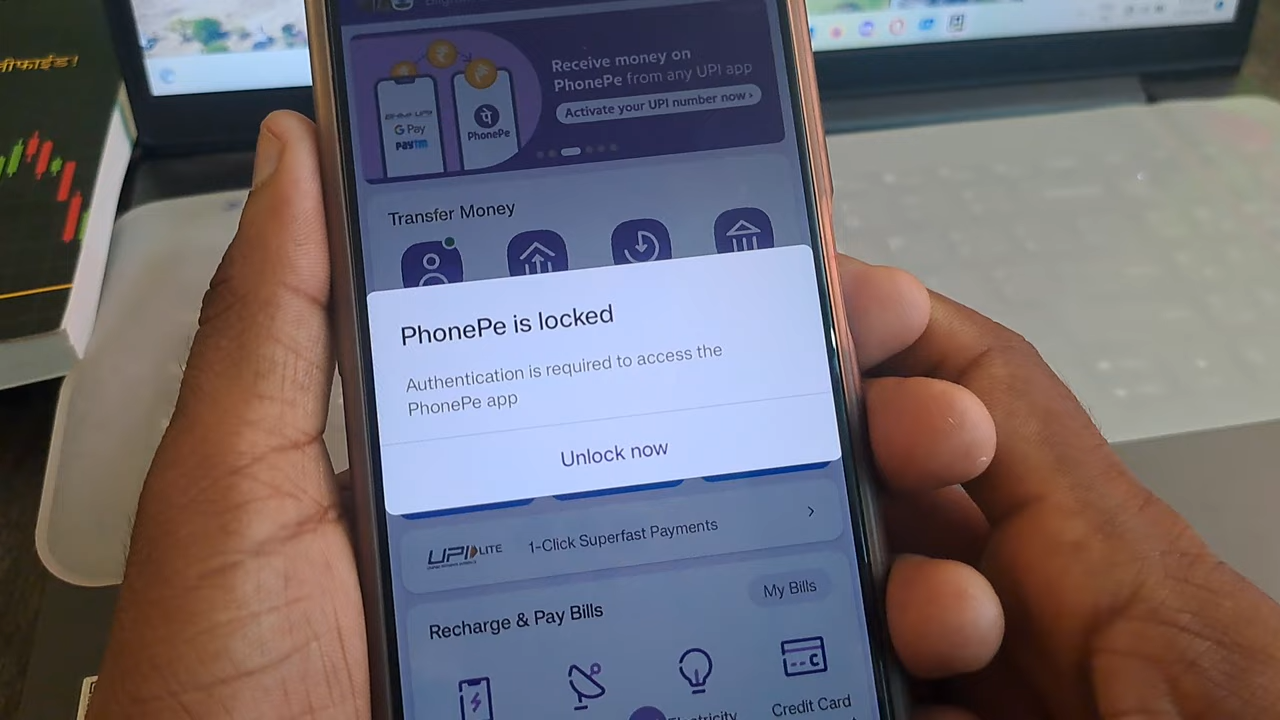 Receive money on
PhonePe from any UPI app
Activate your UPI number now ›
G Pay
paytm
PhonePe
Transfer Money
PhonePe is locked
Authentication is required to access the
PhonePe app
Unlock now
UPI LITE
1-Click Superfast Payments
Recharge & Pay Bills
My Bills
Credit Card